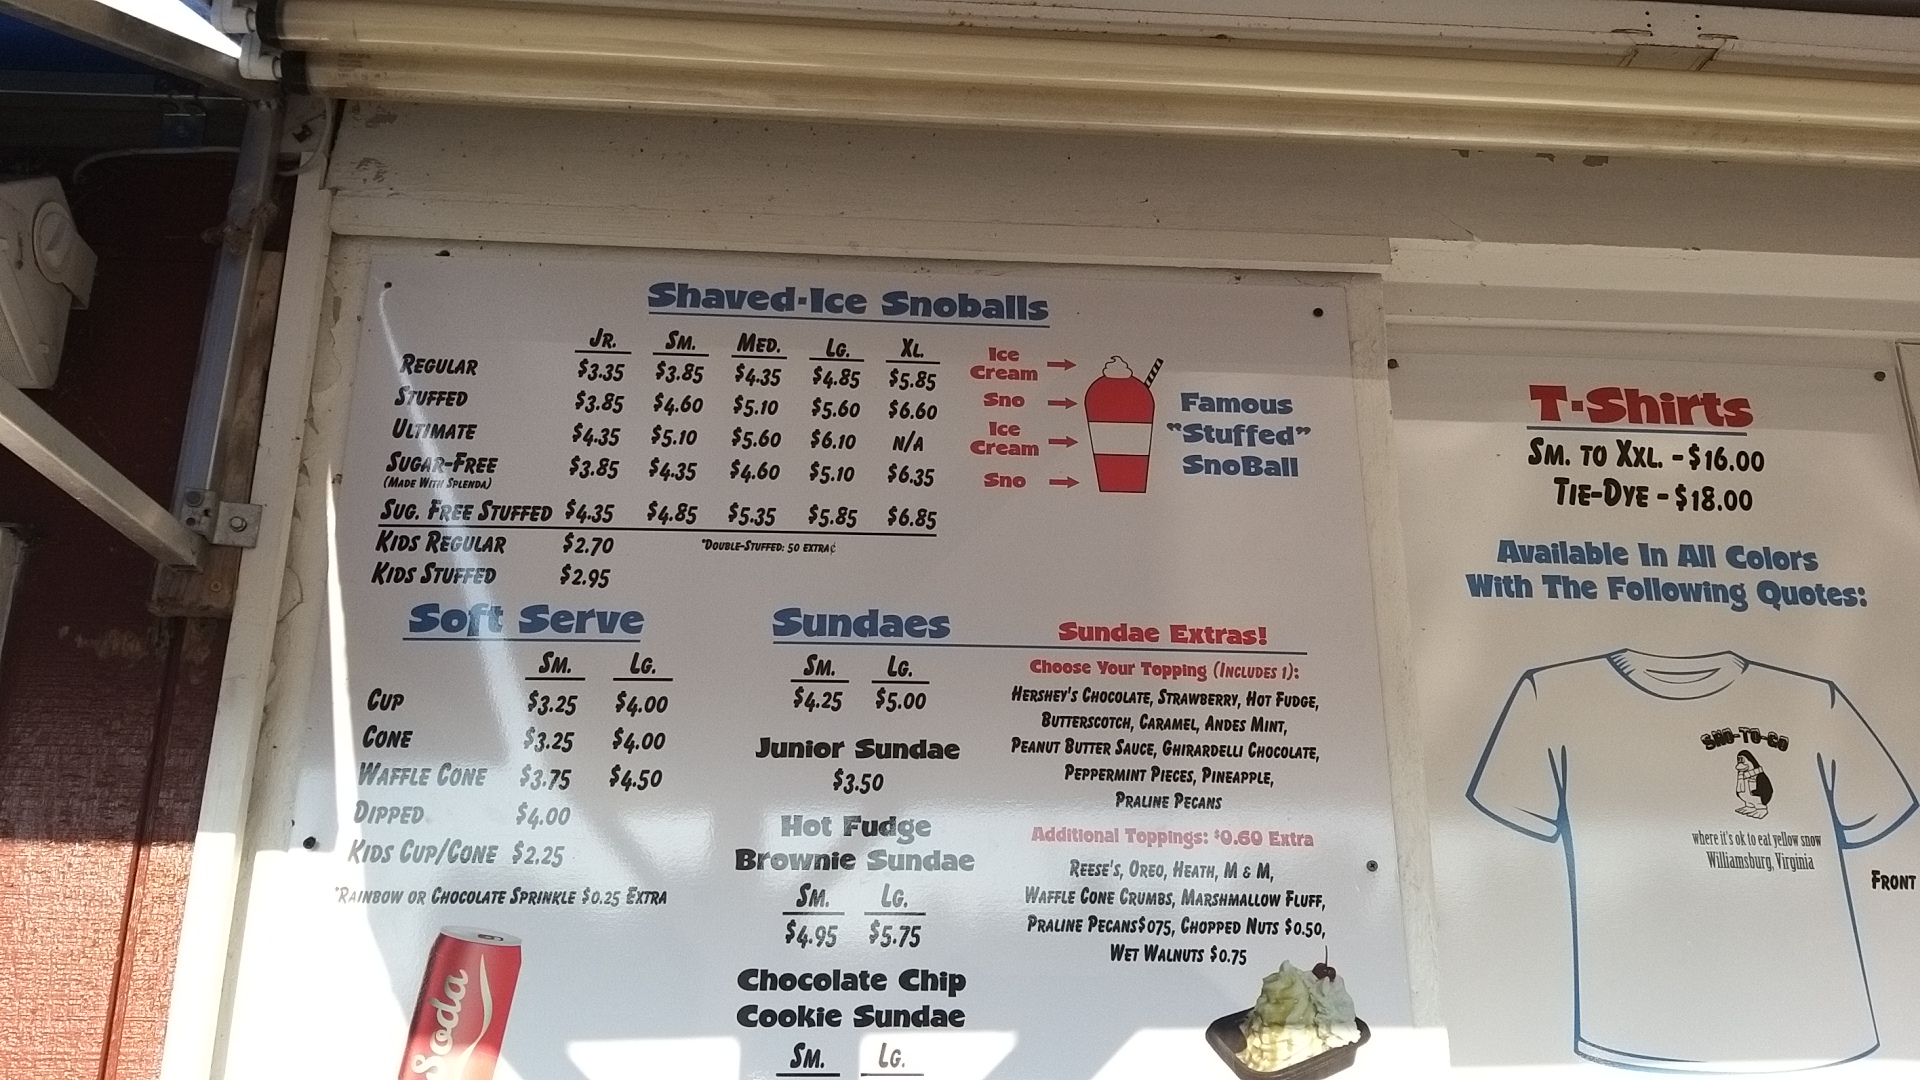 Shaved-Ice Snoballs
JR. SM. MED. LG. XL.
REGULAR $3.35 $3.85 $4.35 $4.85 $5.85
STUFFED $3.85 $4.60 $5.10 $5.60 $6.60
ULTIMATE $4.35 $5.10 $5.60 $6.10 N/A
SUGAR-FREE $3.85 $4.35 $4.60 $5.10 $6.35
(MADE WITH SPLENDA)
SUG. FREE STUFFED $4.35 $4.85 $5.35 $5.85 $6.85
KIDS REGULAR $2.70
*DOUBLE-STUFFED: 50 EXTRA¢
KIDS STUFFED $2.95
Ice
Cream
Sno
Ice
Cream
Sno
Famous
"Stuffed"
SnoBall
Soft Serve
SM. LG.
CUP $3.25 $4.00
CONE $3.25 $4.00
WAFFLE CONE $3.75 $4.50
DIPPED $4.00
KIDS CUP/CONE $2.25
*RAINBOW OR CHOCOLATE SPRINKLE $0.25 EXTRA
Soda
Sundaes
SM. LG.
$4.25 $5.00
Junior Sundae
$3.50
Hot Fudge
Brownie Sundae
SM. LG.
$4.95 $5.75
Chocolate Chip
Cookie Sundae
SM. LG.
Sundae Extras!
Choose Your Topping (INCLUDES 1):
HERSHEY'S CHOCOLATE, STRAWBERRY, HOT FUDGE,
BUTTERSCOTCH, CARAMEL, ANDES MINT,
PEANUT BUTTER SAUCE, GHIRARDELLI CHOCOLATE,
PEPPERMINT PIECES, PINEAPPLE,
PRALINE PECANS
Additional Toppings: $0.60 Extra
REESE'S, OREO, HEATH, M & M,
WAFFLE CONE CRUMBS, MARSHMALLOW FLUFF,
PRALINE PECANS$075, CHOPPED NUTS $0.50,
WET WALNUTS $0.75
T-Shirts
SM. TO XXL. - $16.00
TIE-DYE - $18.00
Available In All Colors
With The Following Quotes:
SNO-TO-GO
where it's ok to eat yellow snow
Williamsburg, Virginia
FRONT